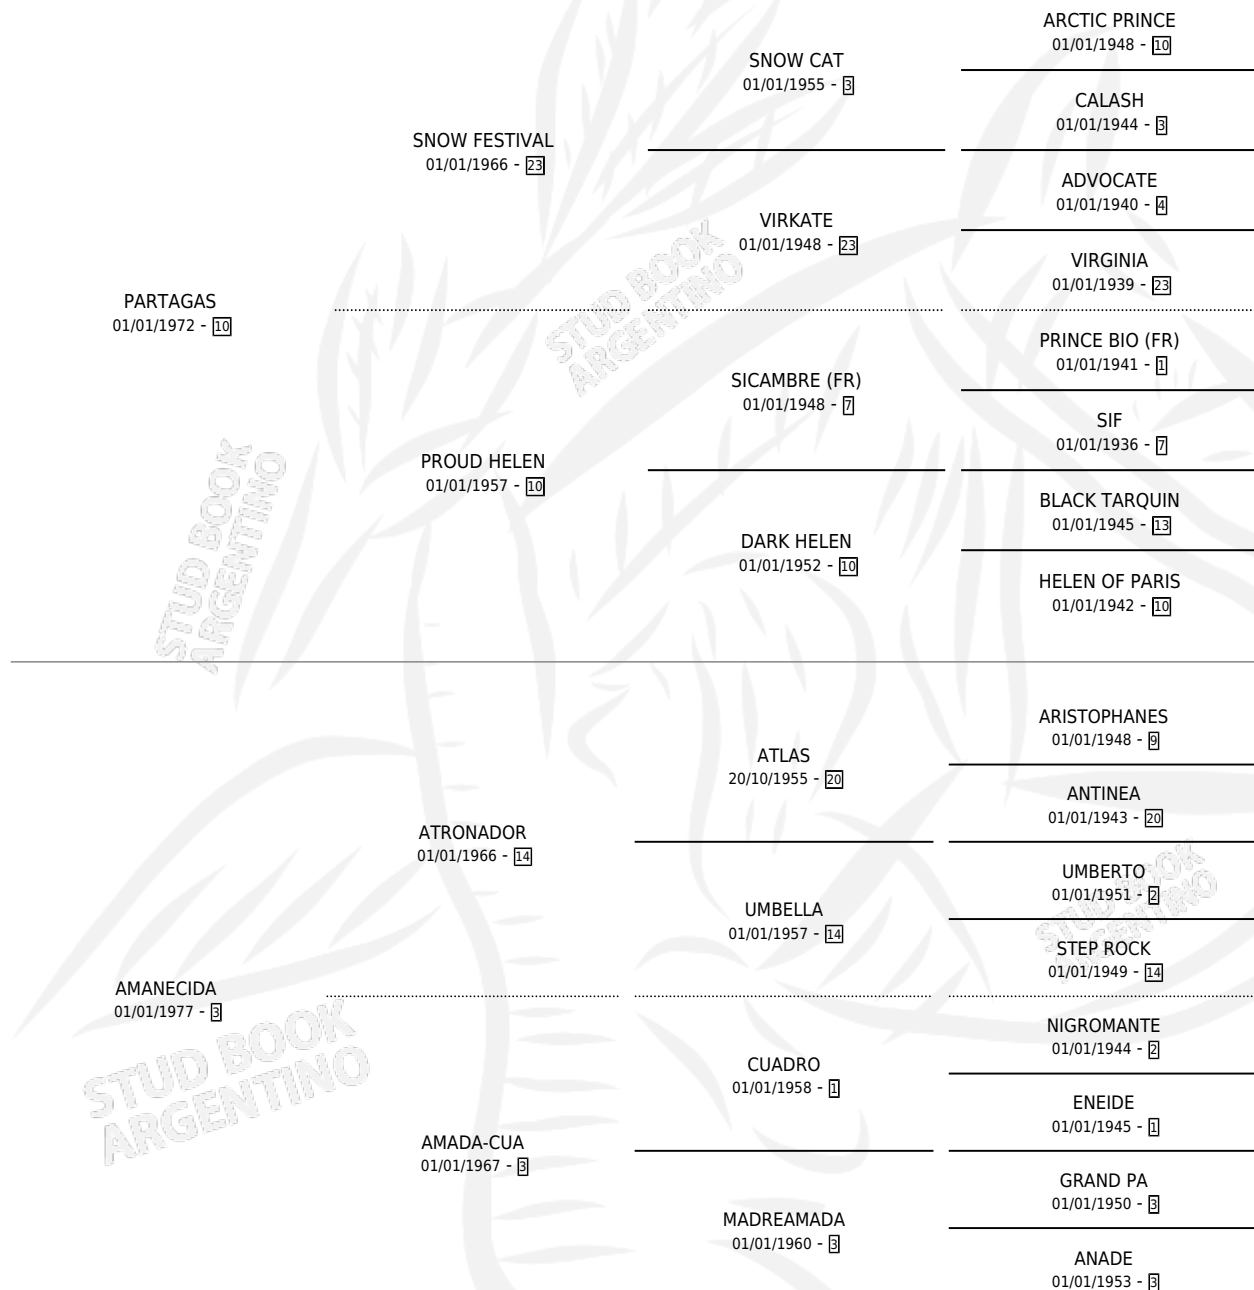 ARCTIC PRINCE
01/01/1948 - 10
SNOW CAT
01/01/1955 - 3
CALASH
01/01/1944 - 3
SNOW FESTIVAL
01/01/1966 - 23
ADVOCATE
01/01/1940 - 4
VIRKATE
01/01/1948 - 23
VIRGINIA
01/01/1939 - 23
PARTAGAS
01/01/1972 - 10
STUD BOOK
ARGENTINO
PRINCE BIO (FR)
01/01/1941 - 1
SICAMBRE (FR)
01/01/1948 - 7
SIF
01/01/1936 - 7
PROUD HELEN
01/01/1957 - 10
BLACK TARQUIN
01/01/1945 - 13
DARK HELEN
01/01/1952 - 10
HELEN OF PARIS
01/01/1942 - 10
STUD BOOK
ARGENTINO
ARISTOPHANES
01/01/1948 - 9
ATLAS
20/10/1955 - 20
ANTINEA
01/01/1943 - 20
ATRONADOR
01/01/1966 - 14
UMBERTO
01/01/1951 - 2
UMBELLA
01/01/1957 - 14
STEP ROCK
01/01/1949 - 14
STUD BOOK
ARGENTINO
AMANECIDA
01/01/1977 - 3
NIGROMANTE
01/01/1944 - 2
CUADRO
01/01/1958 - 1
ENEIDE
01/01/1945 - 1
STUD BOOK
ARGENTINO
AMADA-CUA
01/01/1967 - 3
GRAND PA
01/01/1950 - 3
MADREAMADA
01/01/1960 - 3
ANADE
01/01/1953 - 3